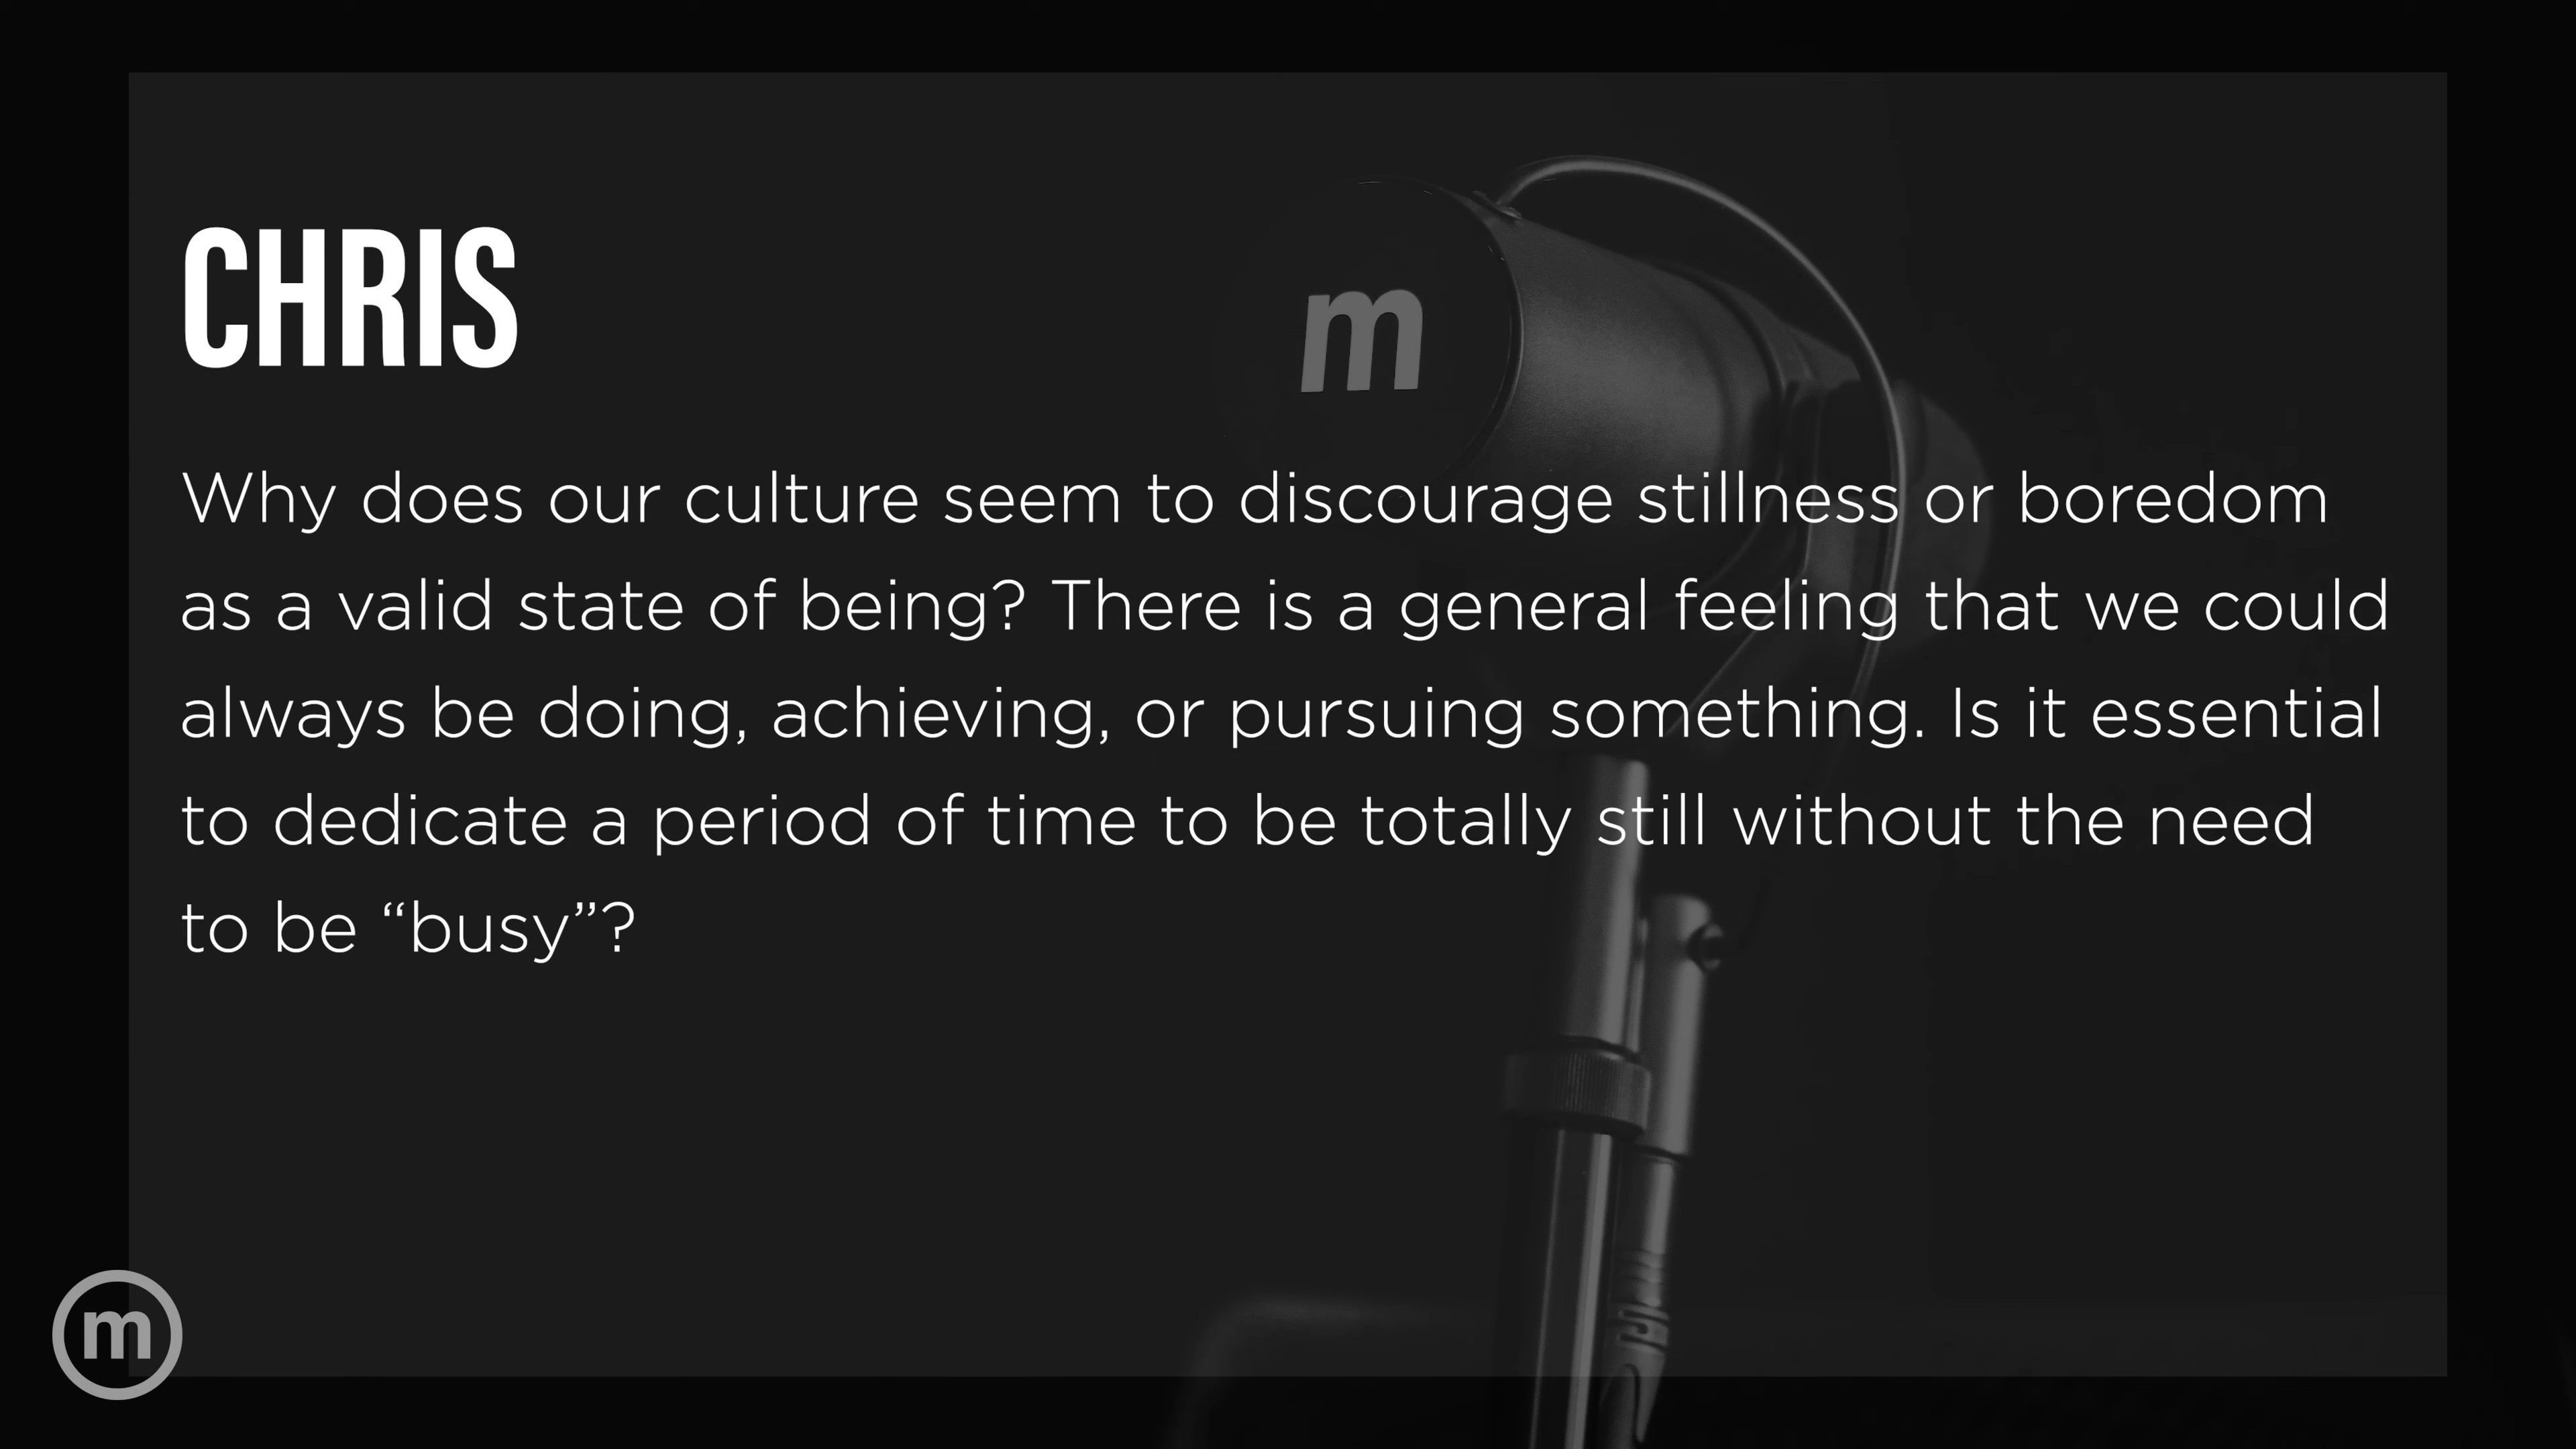 CHRIS
m
Why does our culture seem to discourage stillness or boredom
as a valid state of being? There is a general feeling that we could
always be doing, achieving, or pursuing something. Is it essential
to dedicate a period of time to be totally still without the need
to be “busy”?
m